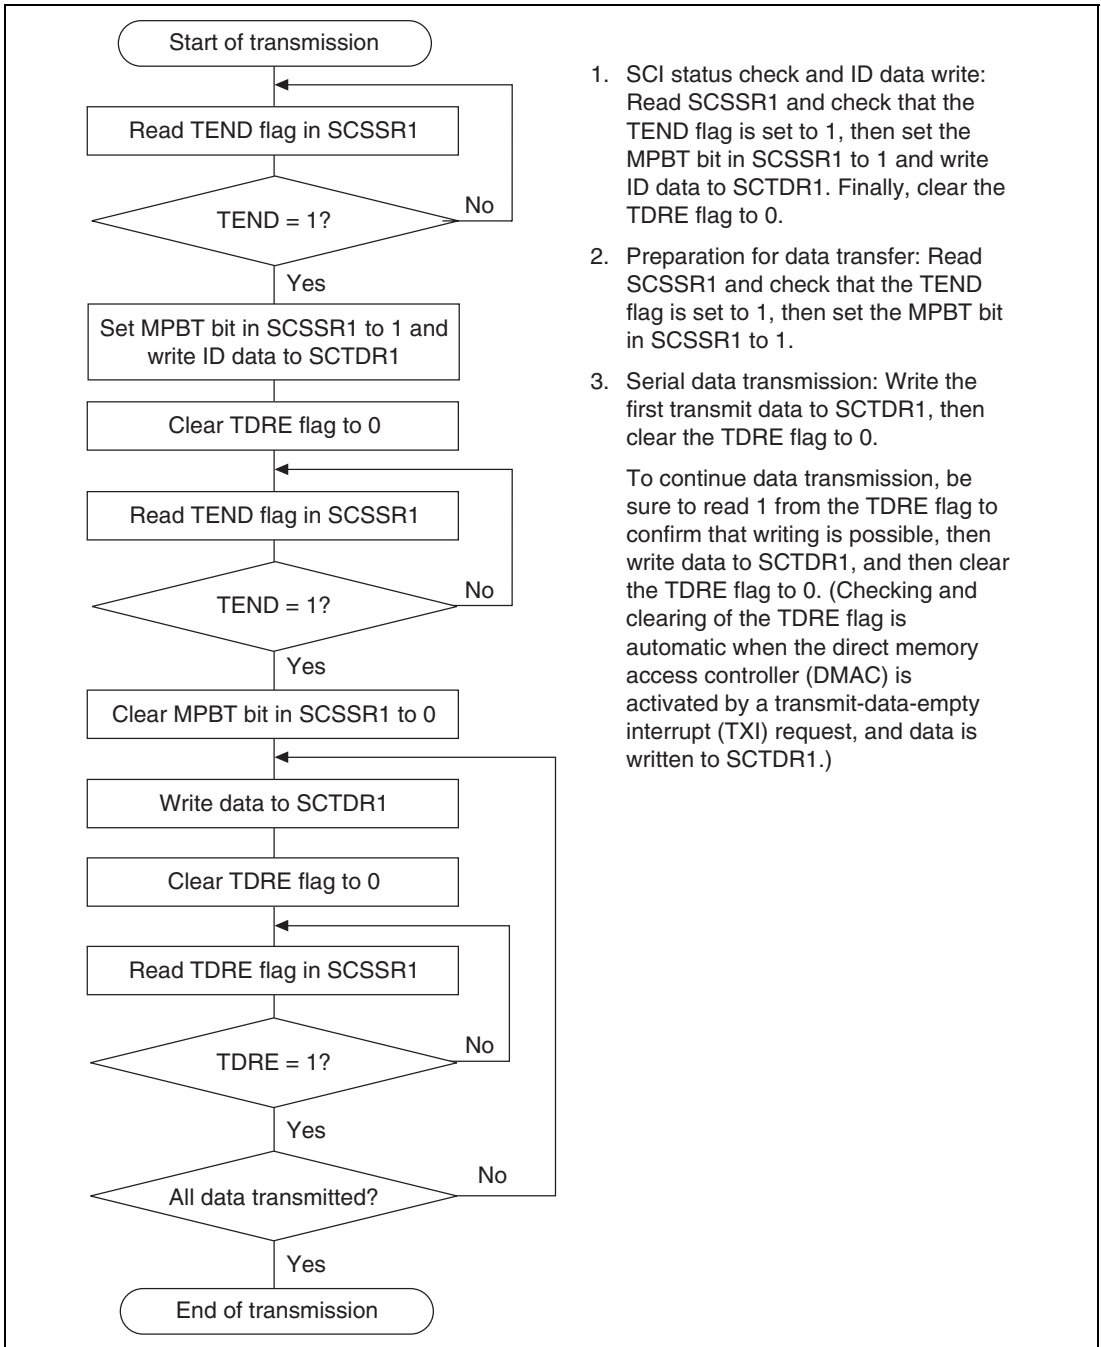 Start of transmission
Read TEND flag in SCSSR1
TEND = 1?
No
Yes
Set MPBT bit in SCSSR1 to 1 and
write ID data to SCTDR1
Clear TDRE flag to 0
Read TEND flag in SCSSR1
TEND = 1?
No
Yes
Clear MPBT bit in SCSSR1 to 0
Write data to SCTDR1
Clear TDRE flag to 0
Read TDRE flag in SCSSR1
TDRE = 1?
No
Yes
All data transmitted?
No
Yes
End of transmission
1. SCI status check and ID data write:
Read SCSSR1 and check that the
TEND flag is set to 1, then set the
MPBT bit in SCSSR1 to 1 and write
ID data to SCTDR1. Finally, clear the
TDRE flag to 0.
2. Preparation for data transfer: Read
SCSSR1 and check that the TEND
flag is set to 1, then set the MPBT bit
in SCSSR1 to 1.
3. Serial data transmission: Write the
first transmit data to SCTDR1, then
clear the TDRE flag to 0.
To continue data transmission, be
sure to read 1 from the TDRE flag to
confirm that writing is possible, then
write data to SCTDR1, and then clear
the TDRE flag to 0. (Checking and
clearing of the TDRE flag is
automatic when the direct memory
access controller (DMAC) is
activated by a transmit-data-empty
interrupt (TXI) request, and data is
written to SCTDR1.)